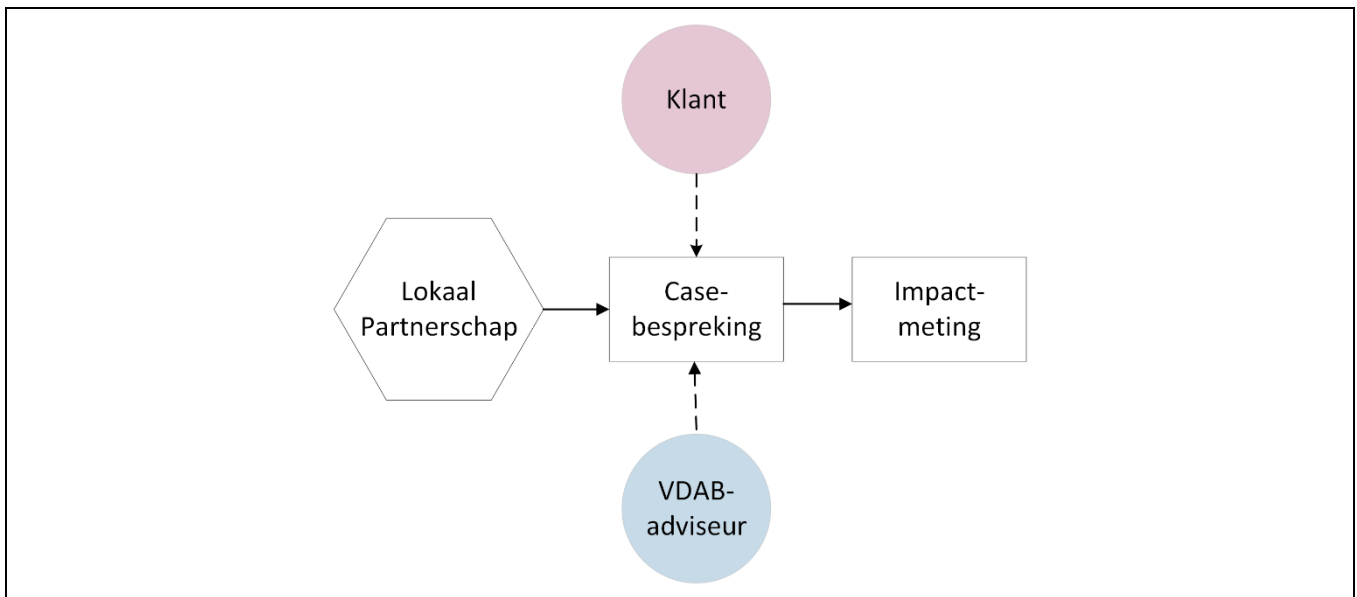 Klant
Lokaal
Partnerschap
Case-
bespreking
Impact-
meting
VDAB-
adviseur